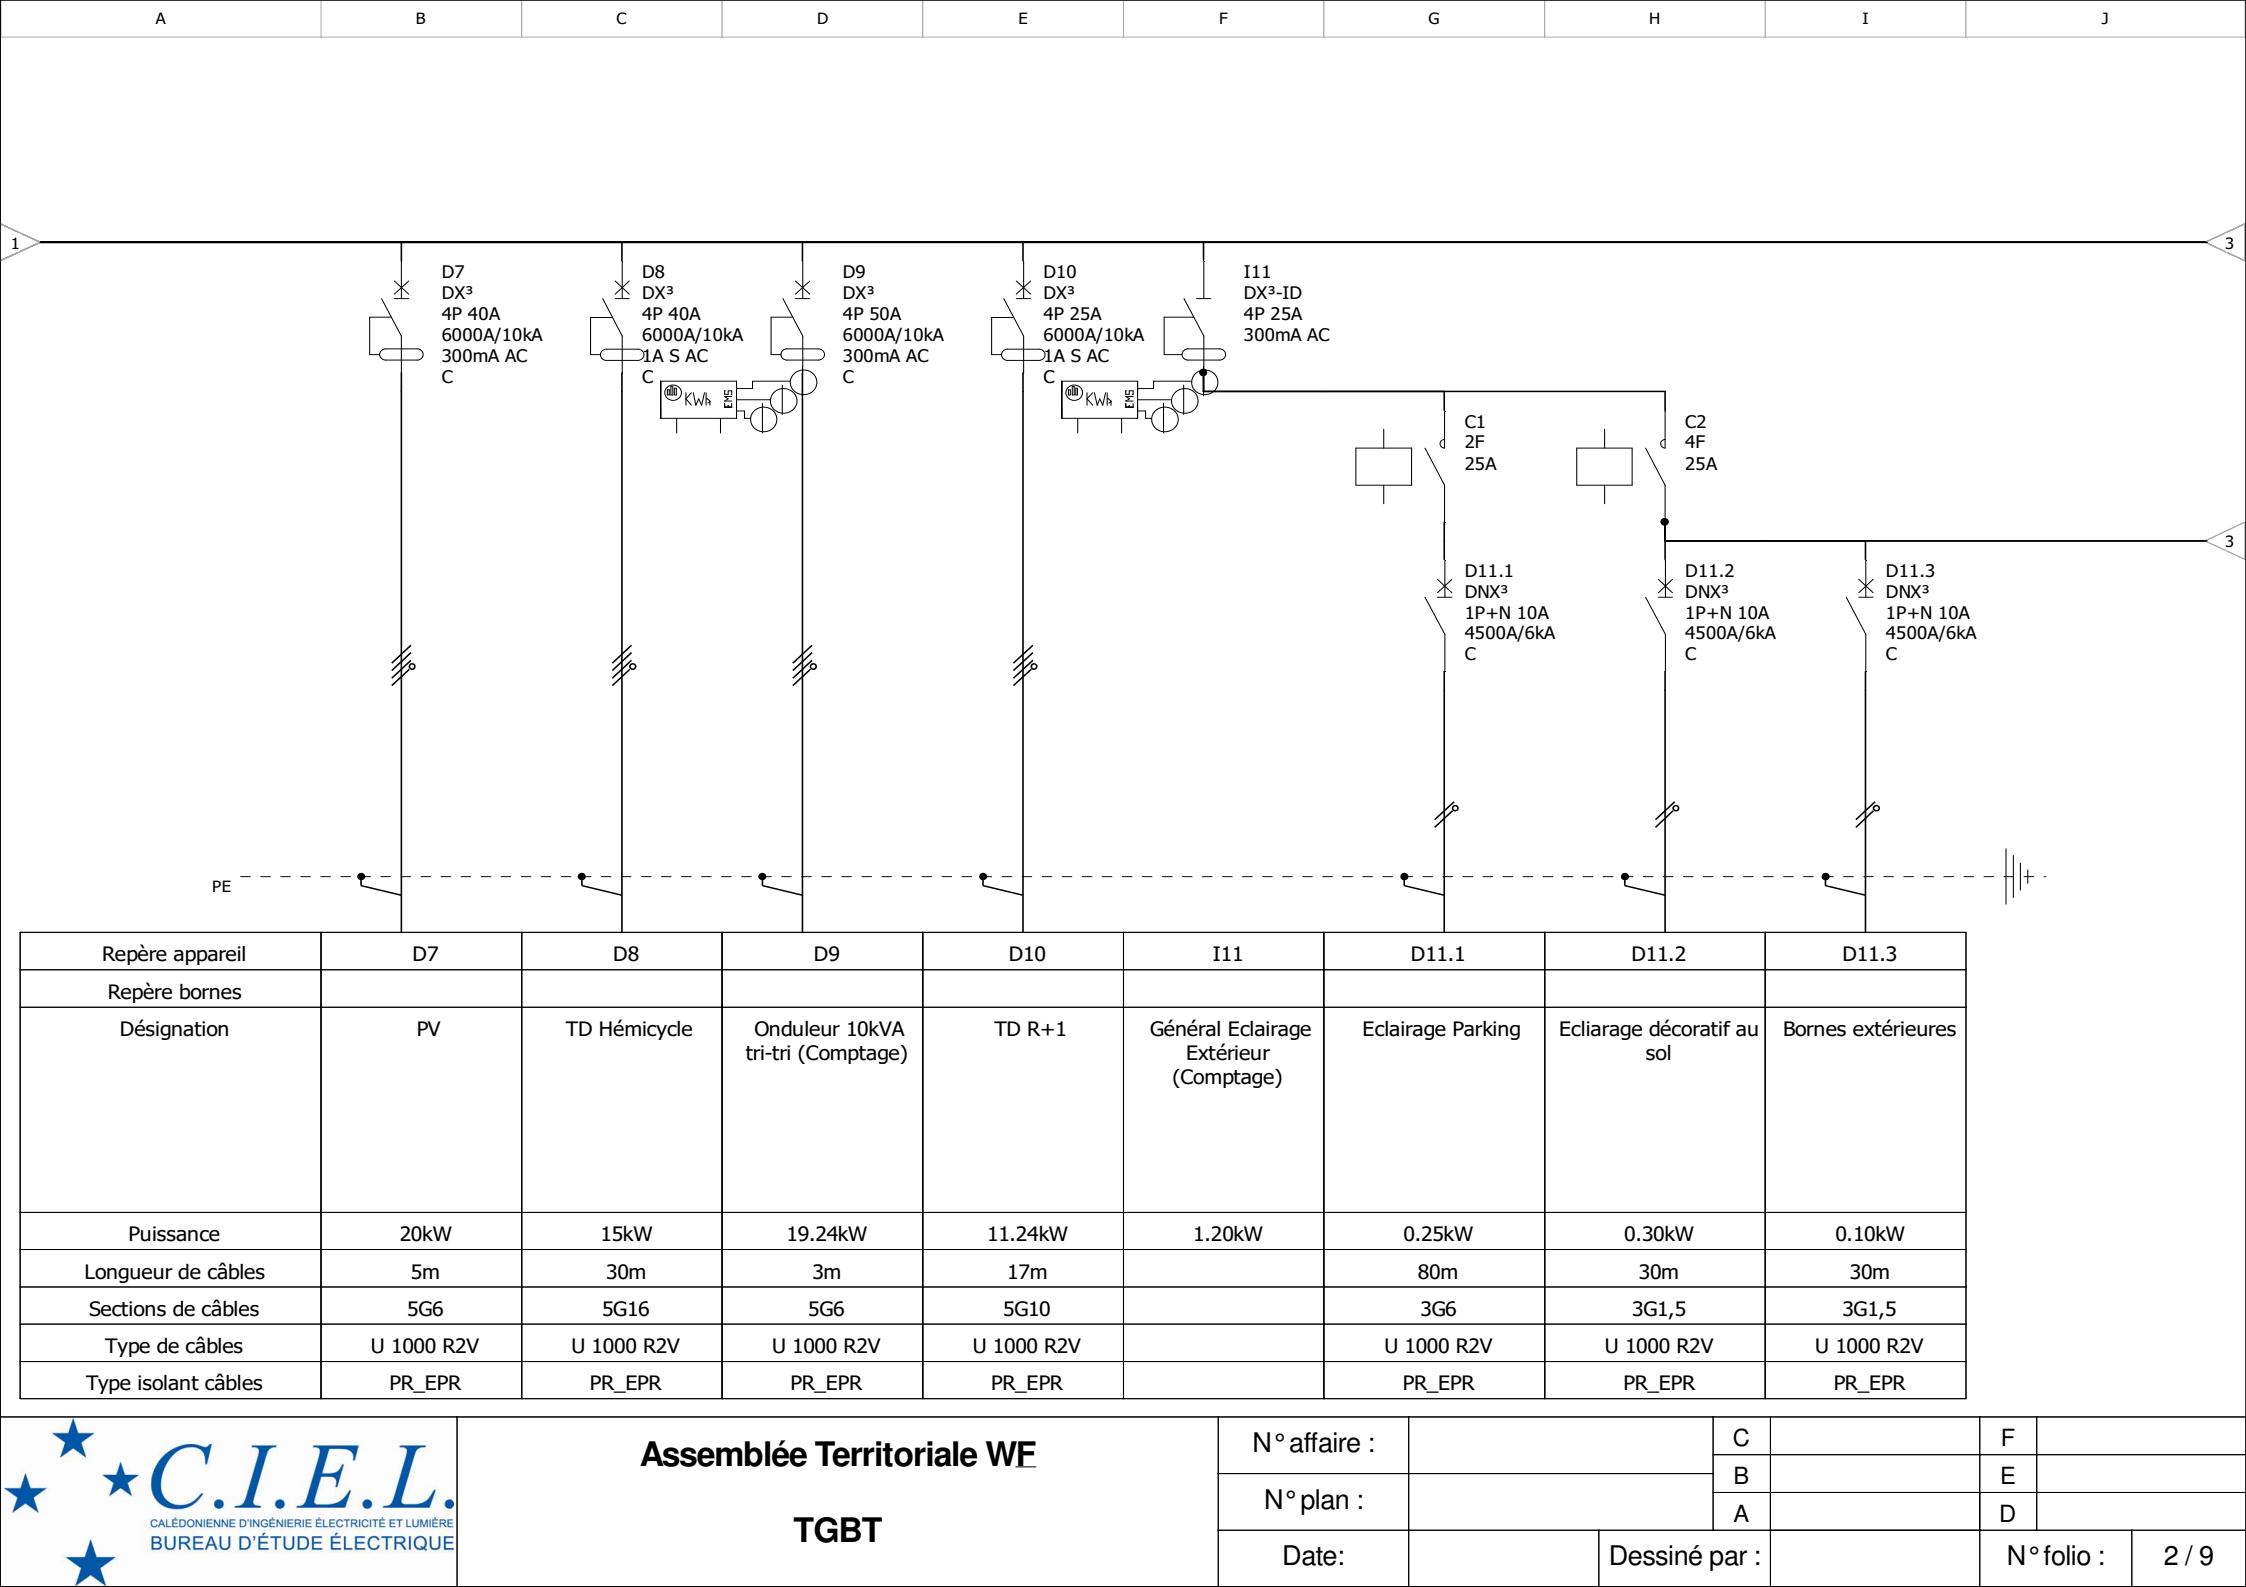 A B C D E F G H I J
1
3
D7
DX³
4P 40A
6000A/10kA
300mA AC
C
D8
DX³
4P 40A
6000A/10kA
1A S AC
C
KWh
EMS
D9
DX³
4P 50A
6000A/10kA
300mA AC
C
D10
DX³
4P 25A
6000A/10kA
1A S AC
C
KWh
EMS
I11
DX³-ID
4P 25A
300mA AC
C1
2F
25A
C2
4F
25A
3
D11.1
DNX³
1P+N 10A
4500A/6kA
C
D11.2
DNX³
1P+N 10A
4500A/6kA
C
D11.3
DNX³
1P+N 10A
4500A/6kA
C
PE
Repère appareil D7 D8 D9 D10 I11 D11.1 D11.2 D11.3
Repère bornes
Désignation PV TD Hémicycle Onduleur 10kVA TD R+1 Général Eclairage Eclairage Parking Ecliarage décoratif au Bornes extérieures
tri-tri (Comptage) Extérieur sol
(Comptage)
Puissance 20kW 15kW 19.24kW 11.24kW 1.20kW 0.25kW 0.30kW 0.10kW
Longueur de câbles 5m 30m 3m 17m 80m 30m 30m
Sections de câbles 5G6 5G16 5G6 5G10 3G6 3G1,5 3G1,5
Type de câbles U 1000 R2V U 1000 R2V U 1000 R2V U 1000 R2V U 1000 R2V U 1000 R2V U 1000 R2V
Type isolant câbles PR_EPR PR_EPR PR_EPR PR_EPR PR_EPR PR_EPR PR_EPR
C.I.E.L.
CALÉDONIENNE D'INGÉNIERIE ÉLECTRICITÉ ET LUMIÈRE
BUREAU D'ÉTUDE ÉLECTRIQUE
Assemblée Territoriale WF
TGBT
N° affaire :
N° plan :
Date:
Dessiné par :
C
B
A
F
E
D
N° folio : 2 / 9